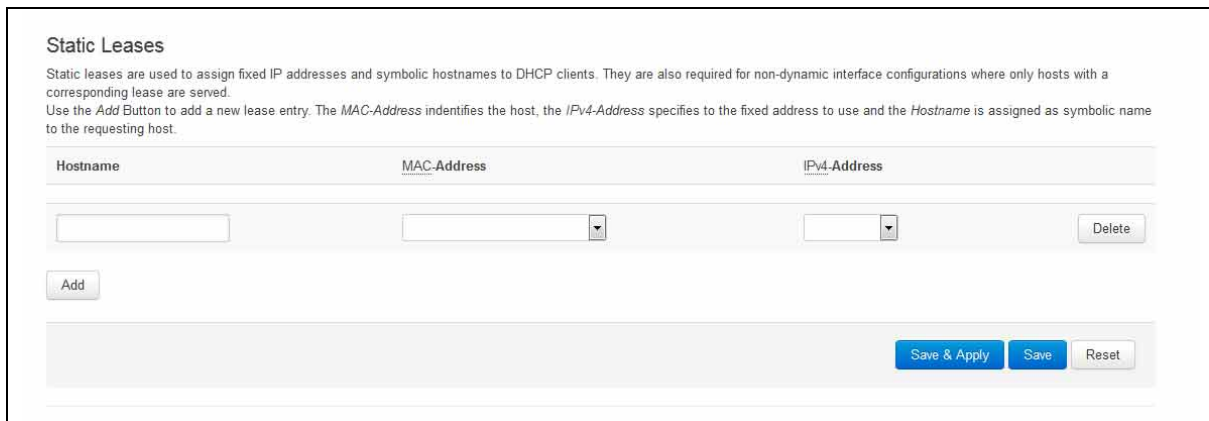 Static Leases
Static leases are used to assign fixed IP addresses and symbolic hostnames to DHCP clients. They are also required for non-dynamic interface configurations where only hosts with a
corresponding lease are served.
Use the Add Button to add a new lease entry. The MAC-Address indentifies the host, the IPv4-Address specifies to the fixed address to use and the Hostname is assigned as symbolic name
to the requesting host.
Hostname MAC-Address IPv4-Address
Delete
Add
Save & Apply Save Reset